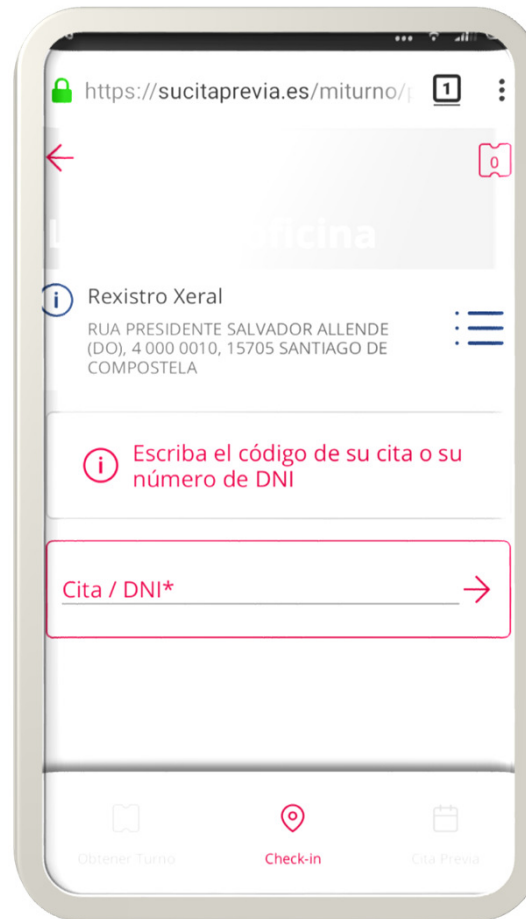 https://sucitaprevia.es/miturno/
1
0
Rexistro Xeral
RUA PRESIDENTE SALVADOR ALLENDE
(DO), 4 000 0010, 15705 SANTIAGO DE
COMPOSTELA
Escriba el código de su cita o su
número de DNI
Cita / DNI*
Obtener Turno
Check-in
Cita Previa